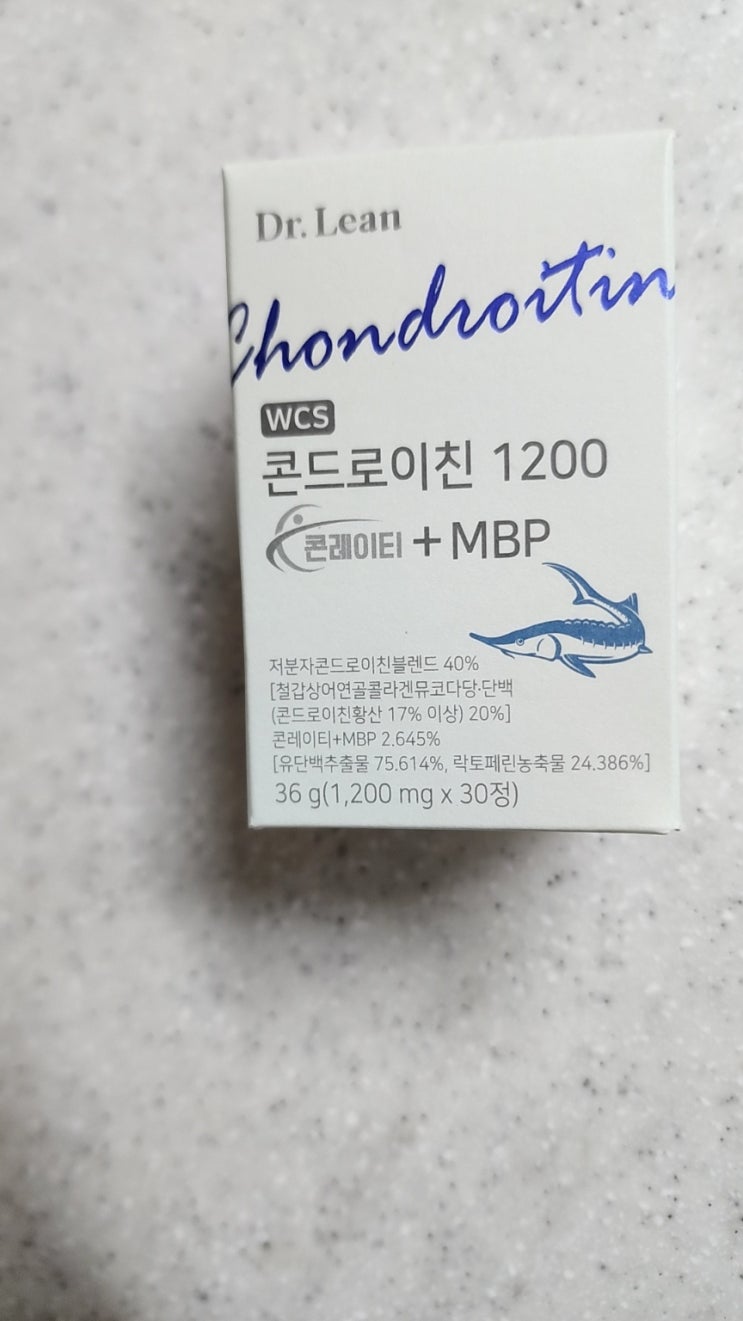 Dr. Lean
Chondroitin
WCS
콘드로이친 1200
콘레이티 + MBP
저분자콘드로이친블렌드 40%
[철갑상어연골콜라겐뮤코다당·단백
(콘드로이친황산 17% 이상) 20%]
콘레이티+MBP 2.645%
[유단백추출물 75.614%, 락토페린농축물 24.386%]
36 g(1,200 mg x 30정)